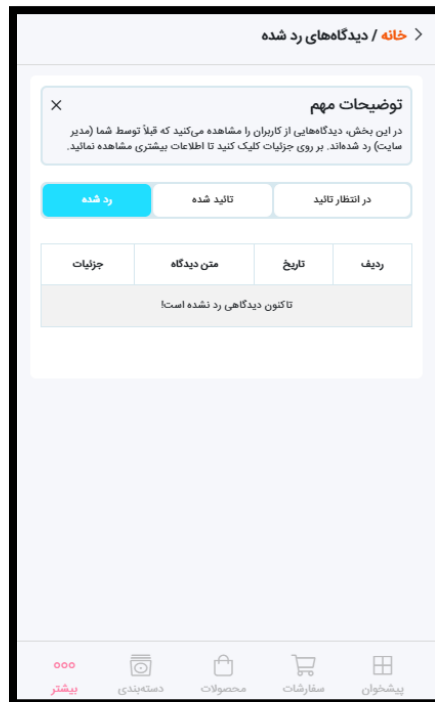 خانه / دیدگاه‌های رد شده
توضیحات مهم
در این بخش، دیدگاه‌هایی از کاربران را مشاهده می‌کنید که قبلاً توسط شما (مدیر
سایت) رد شده‌اند. بر روی جزئیات کلیک کنید تا اطلاعات بیشتری مشاهده نمائید.
در انتظار تائید
تائید شده
رد شده
ردیف
تاریخ
متن دیدگاه
جزئیات
تاکنون دیدگاهی رد نشده است!
پیشخوان
سفارشات
محصولات
دسته‌بندی
بیشتر